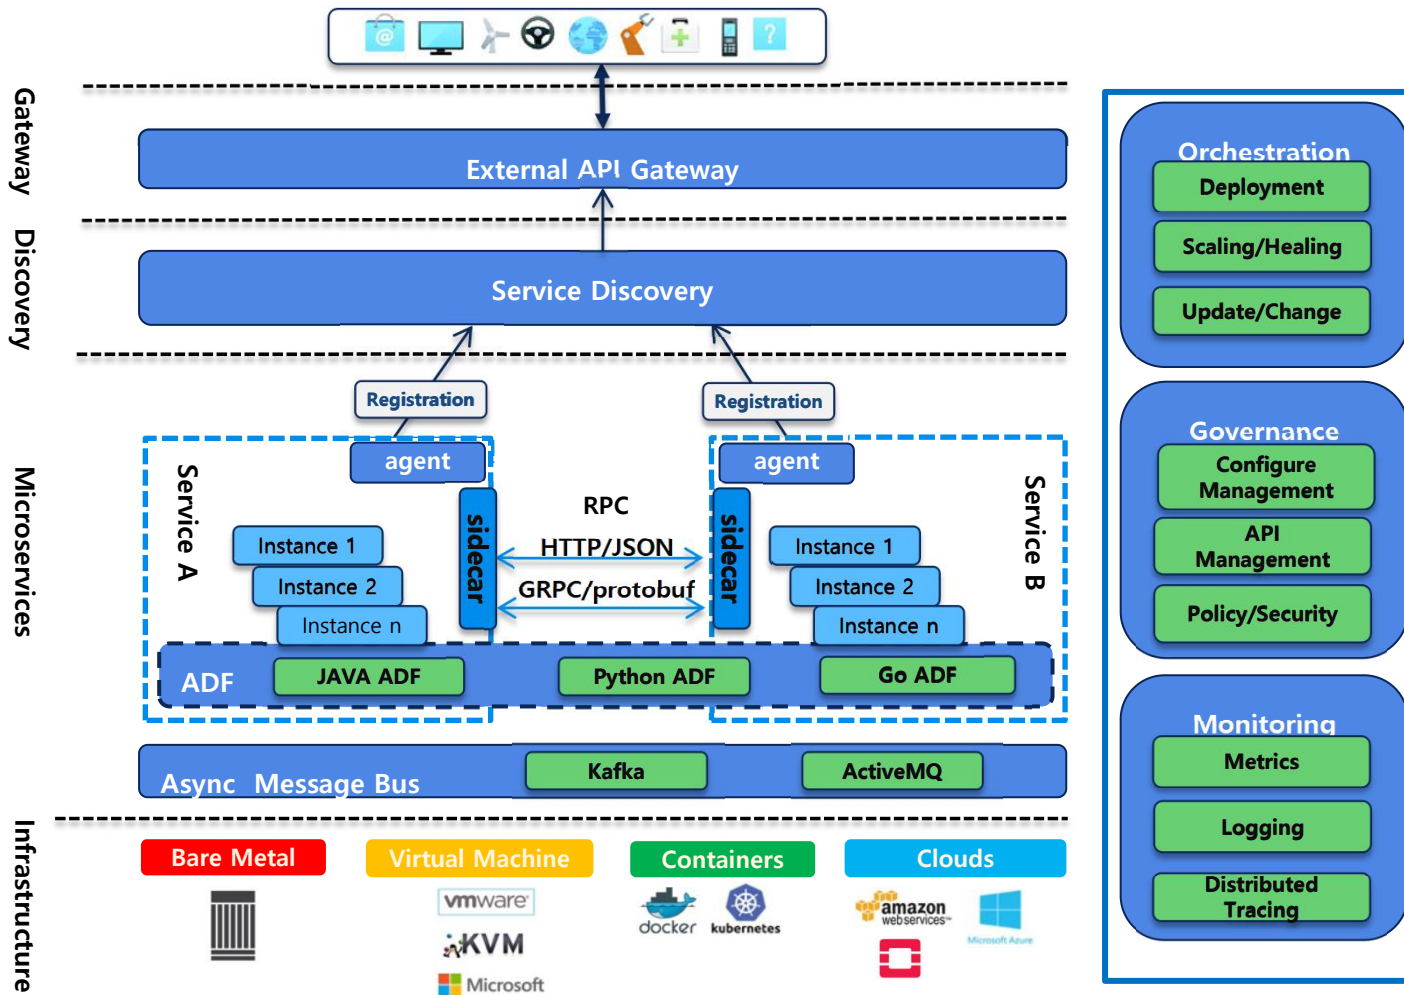 @
?
Gateway
External API Gateway
Discovery
Service Discovery
Registration
Registration
Microservices
Service A
agent
sidecar
Instance 1
Instance 2
Instance n
RPC
HTTP/JSON
GRPC/protobuf
agent
sidecar
Service B
Instance 1
Instance 2
Instance n
ADF
JAVA ADF
Python ADF
Go ADF
Async Message Bus
Kafka
ActiveMQ
Infrastructure
Bare Metal
Virtual Machine
vmware
KVM
Microsoft
Containers
docker
kubernetes
Clouds
amazon
webservices™
Microsoft Azure
Orchestration
Deployment
Scaling/Healing
Update/Change
Governance
Configure
Management
API
Management
Policy/Security
Monitoring
Metrics
Logging
Distributed
Tracing